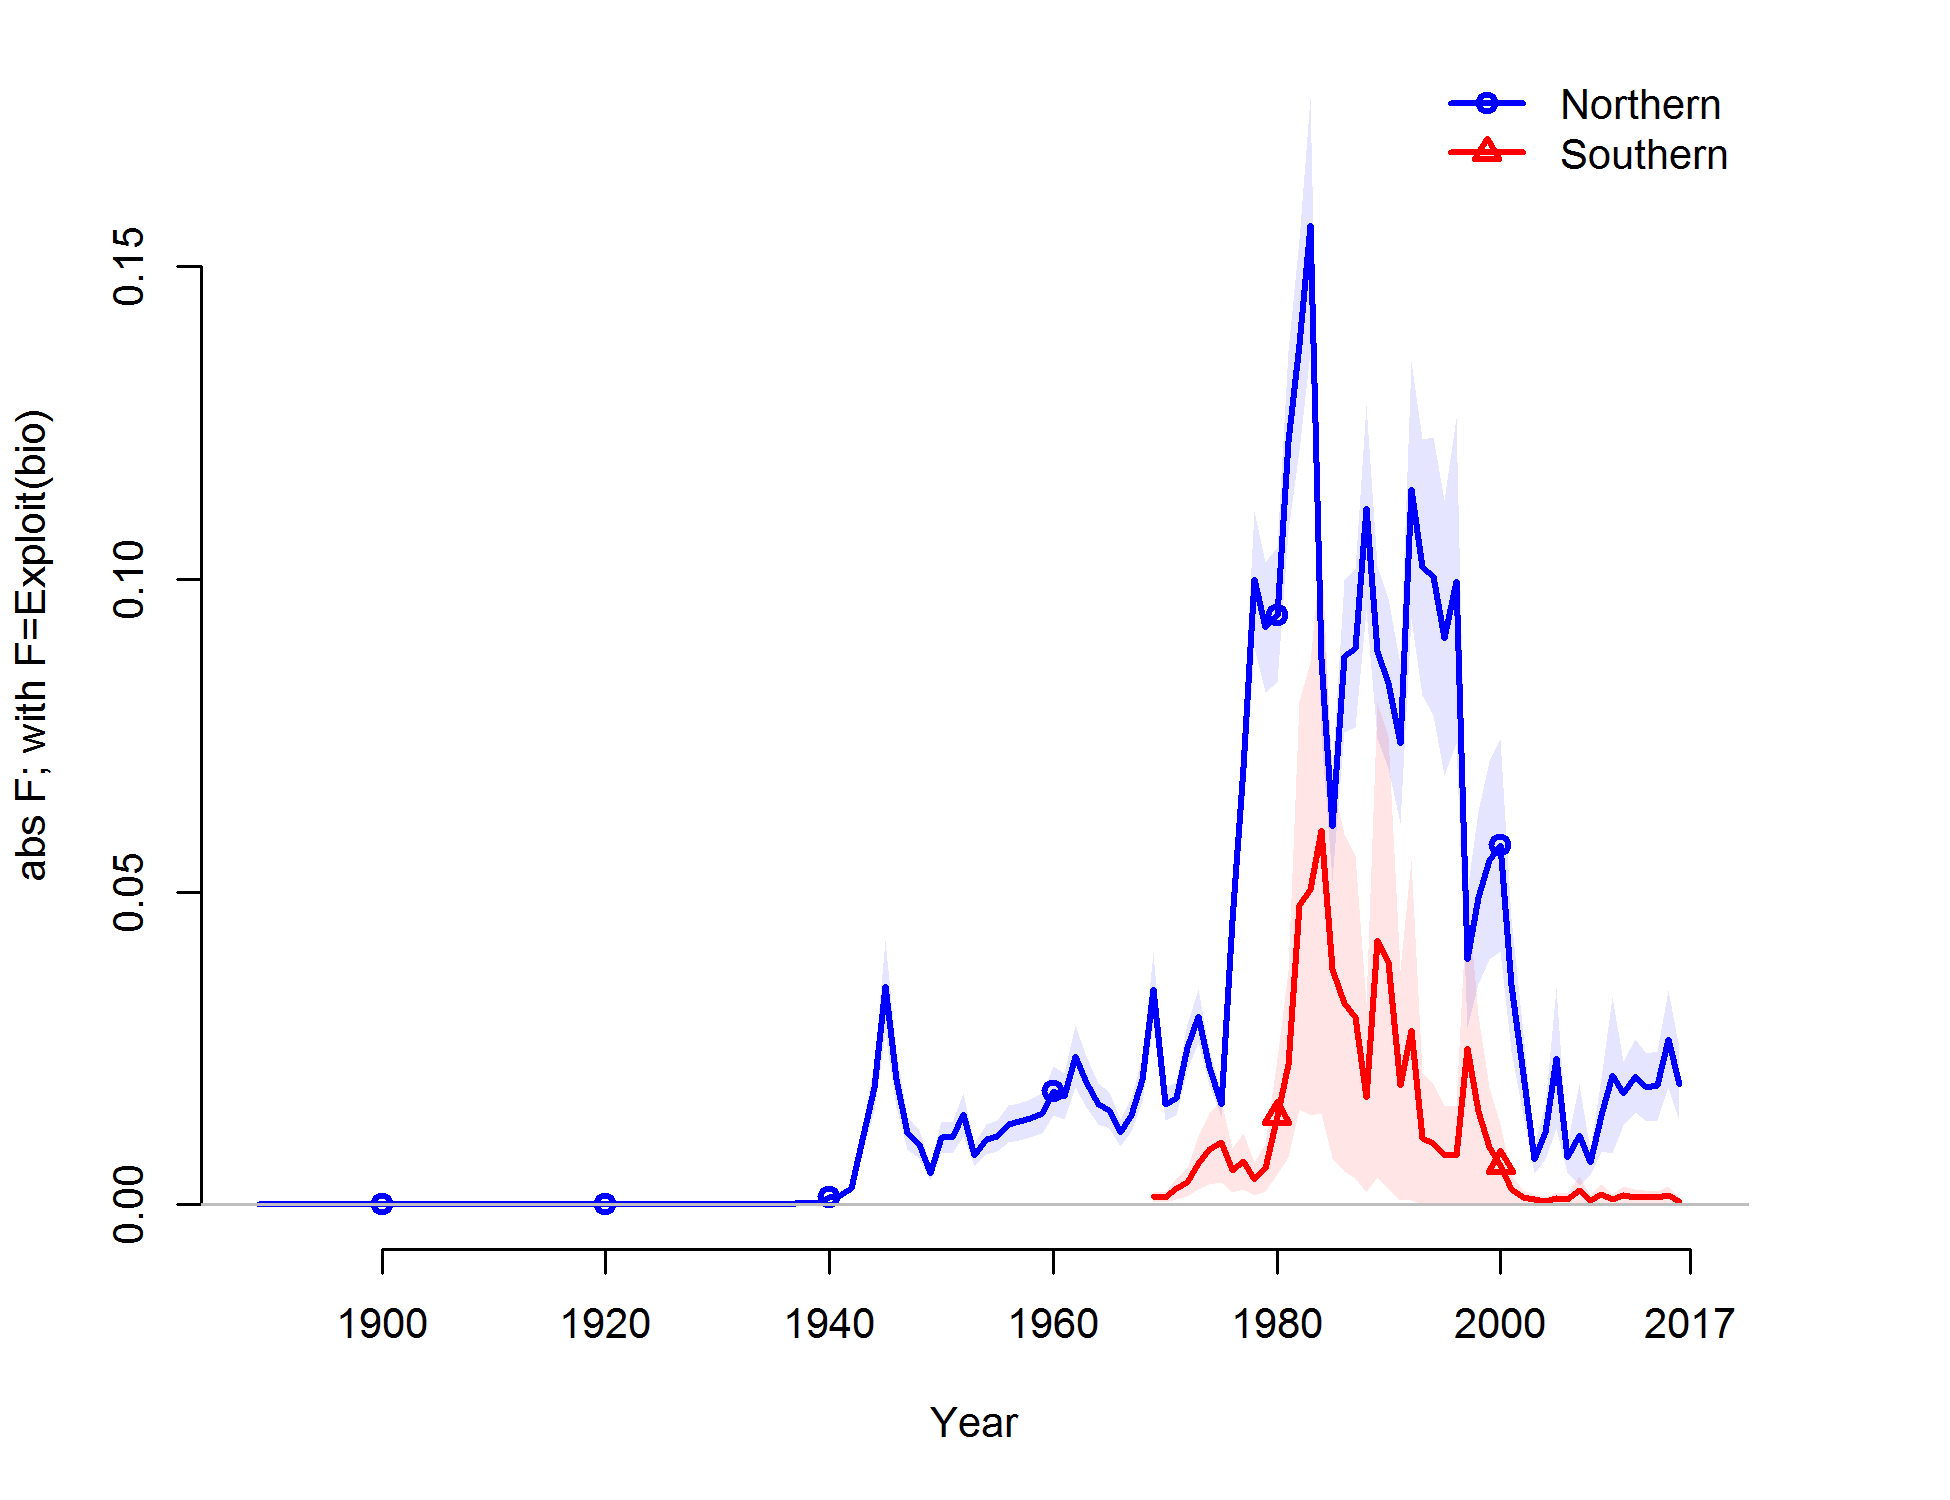 Northern
Southern
abs F; with F=Exploit(bio)
0.15
0.10
0.05
0.00
1900 1920 1940 1960 1980 2000 2017
Year